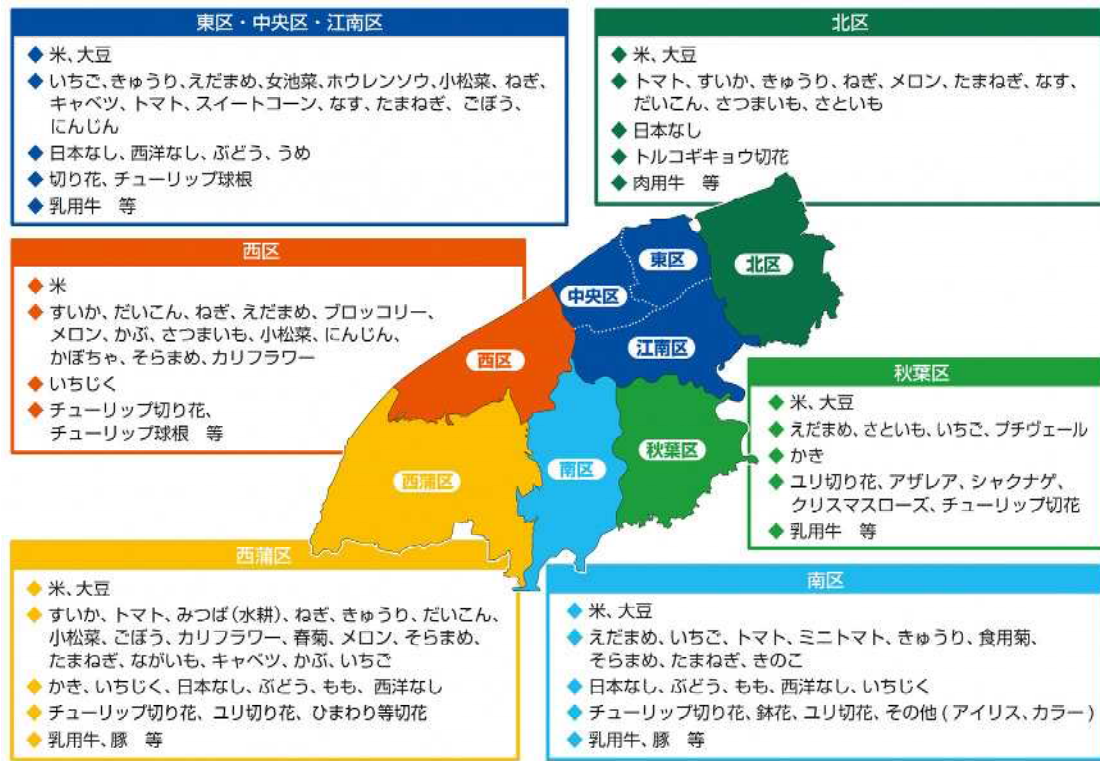 東区・中央区・江南区
◆ 米、大豆
◆ いちご、きゅうり、えだまめ、女池菜、ホウレンソウ、小松菜、ねぎ、
キャベツ、トマト、スイートコーン、なす、たまねぎ、ごぼう、
にんじん
◆ 日本なし、西洋なし、ぶどう、うめ
◆ 切り花、チューリップ球根
◆ 乳用牛 等
北区
◆ 米、大豆
◆ トマト、すいか、きゅうり、ねぎ、メロン、たまねぎ、なす、
だいこん、さつまいも、さといも
◆ 日本なし
◆ トルコギキョウ切花
◆ 肉用牛 等
西区
◆ 米
◆ すいか、だいこん、ねぎ、えだまめ、ブロッコリー、
メロン、かぶ、さつまいも、小松菜、にんじん、
かぼちゃ、そらまめ、カリフラワー
◆ いちじく
◆ チューリップ切り花、
チューリップ球根 等
東区
北区
中央区
江南区
西区
秋葉区
南区
西蒲区
秋葉区
◆ 米、大豆
◆ えだまめ、さといも、いちご、プチヴェール
◆ かき
◆ ユリ切り花、アザレア、シャクナゲ、
クリスマスローズ、チューリップ切花
◆ 乳用牛 等
西蒲区
◆ 米、大豆
◆ すいか、トマト、みつば(水耕)、ねぎ、きゅうり、だいこん、
小松菜、ごぼう、カリフラワー、春菊、メロン、そらまめ、
たまねぎ、ながいも、キャベツ、かぶ、いちご
◆ かき、いちじく、日本なし、ぶどう、もも、西洋なし
◆ チューリップ切り花、ユリ切り花、ひまわり等切花
◆ 乳用牛、豚 等
南区
◆ 米、大豆
◆ えだまめ、いちご、トマト、ミニトマト、きゅうり、食用菊、
そらまめ、たまねぎ、きのこ
◆ 日本なし、ぶどう、もも、西洋なし、いちじく
◆ チューリップ切り花、鉢花、ユリ切花、その他(アイリス、カラー)
◆ 乳用牛、豚 等